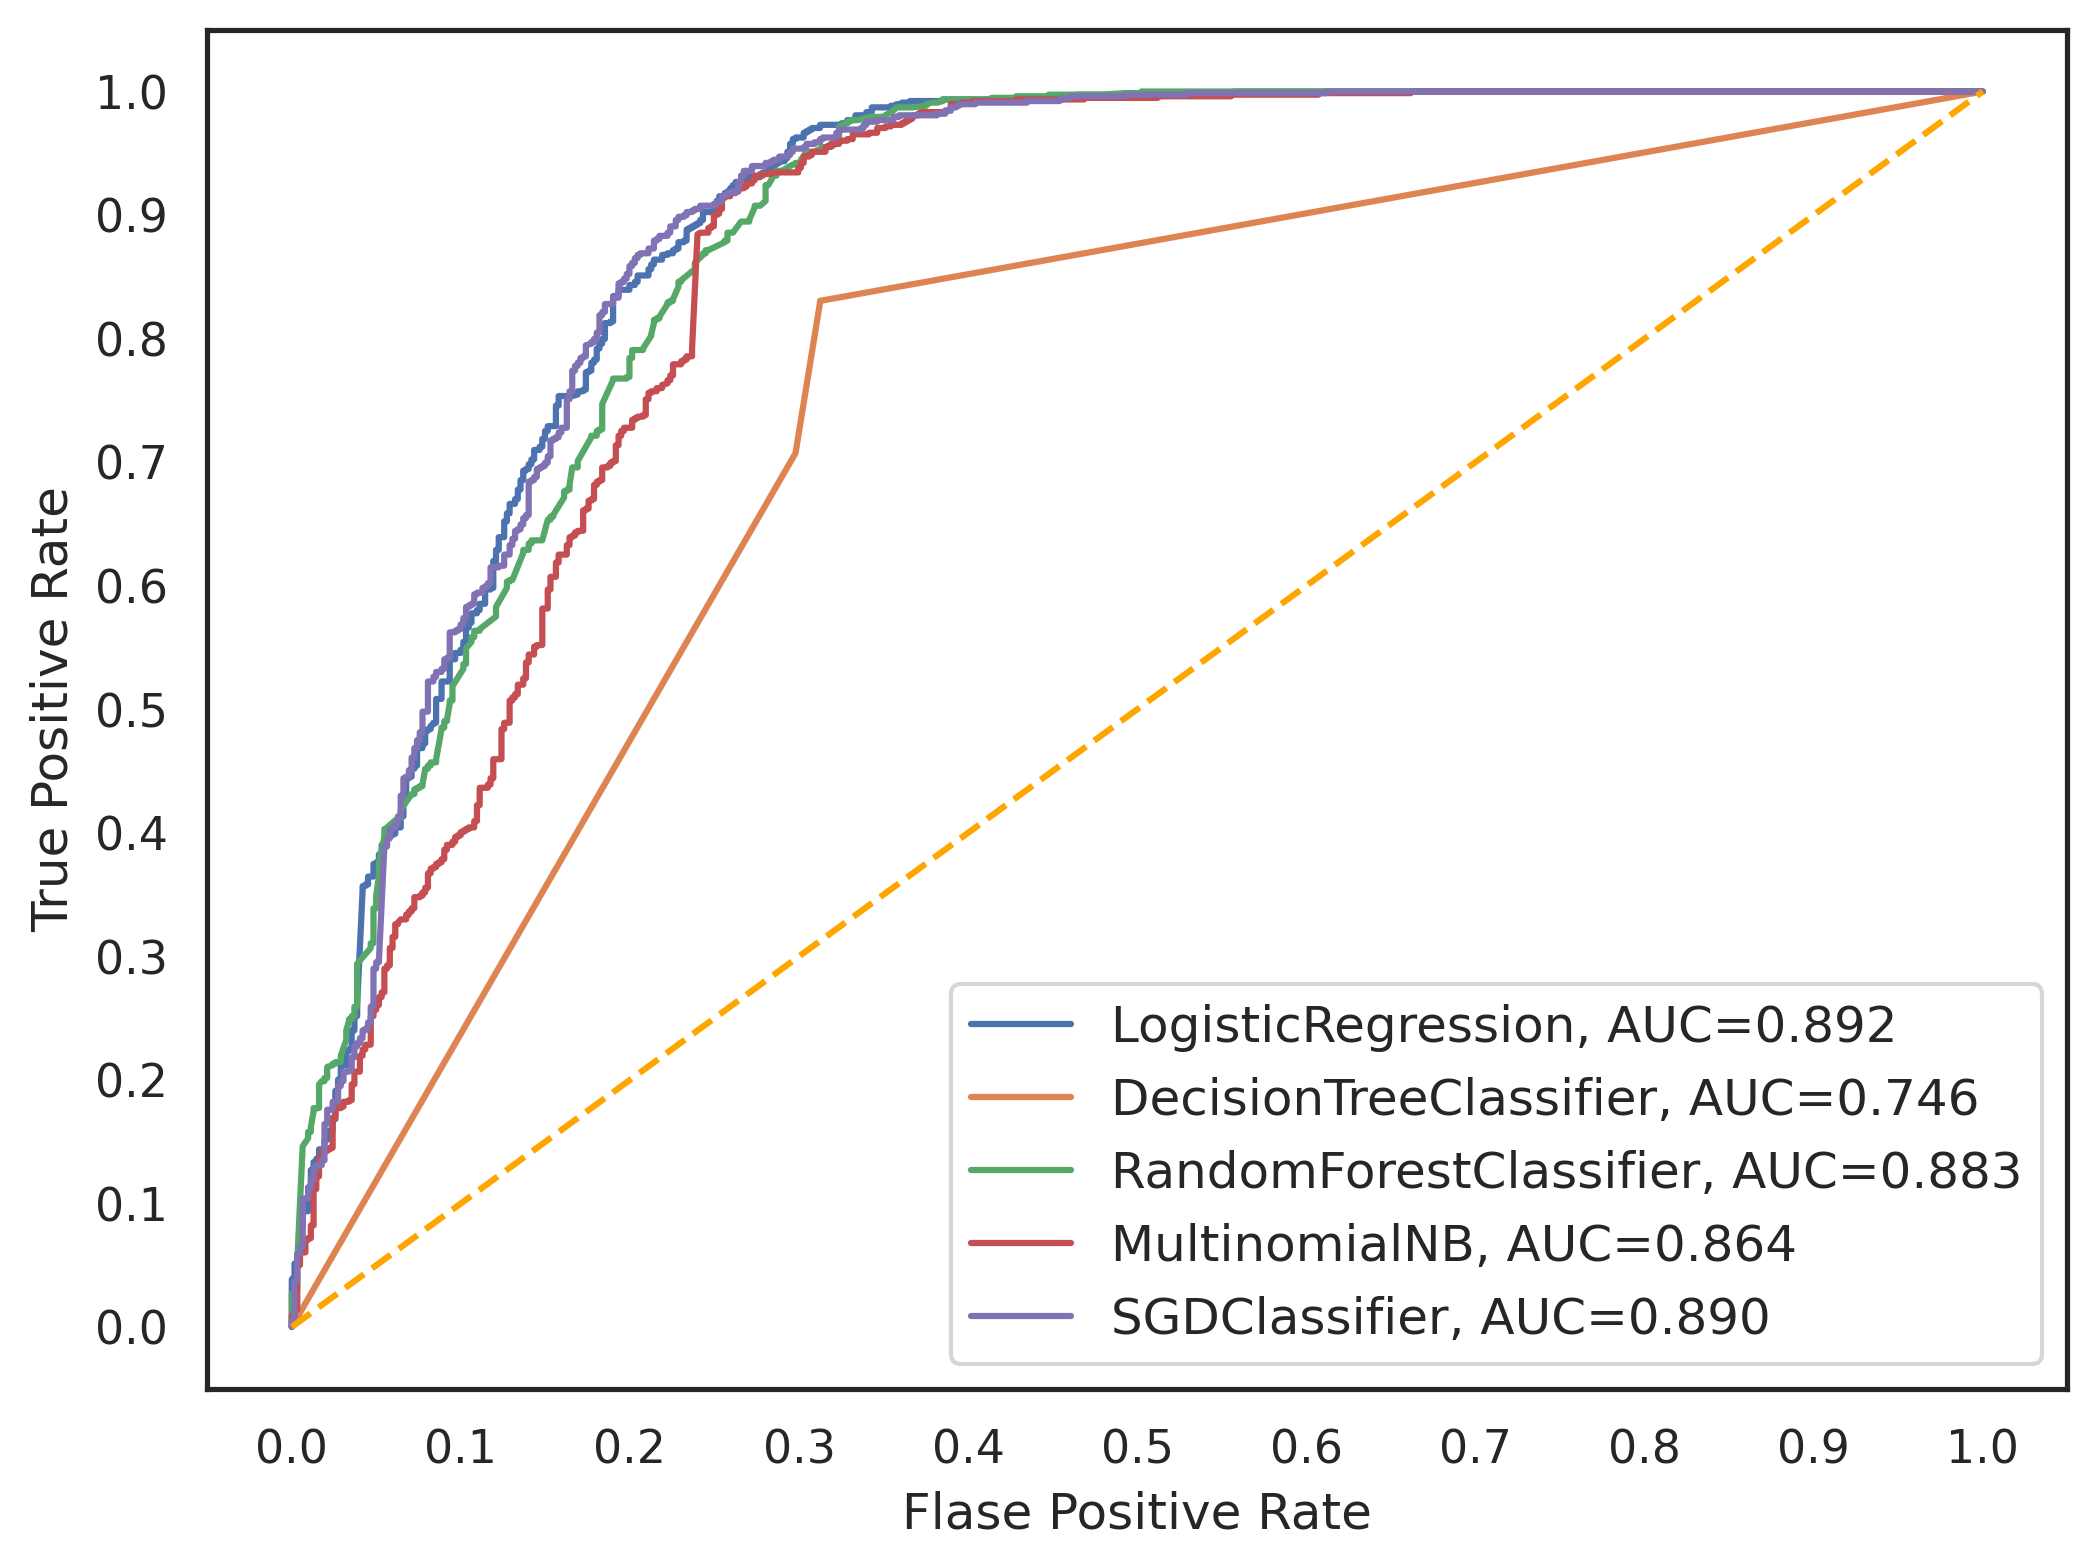 1.0
0.9
0.8
0.7
0.6
0.5
0.4
0.3
0.2
0.1
0.0
True Positive Rate
LogisticRegression, AUC=0.892
DecisionTreeClassifier, AUC=0.746
RandomForestClassifier, AUC=0.883
MultinomialNB, AUC=0.864
SGDClassifier, AUC=0.890
0.0 0.1 0.2 0.3 0.4 0.5 0.6 0.7 0.8 0.9 1.0
Flase Positive Rate